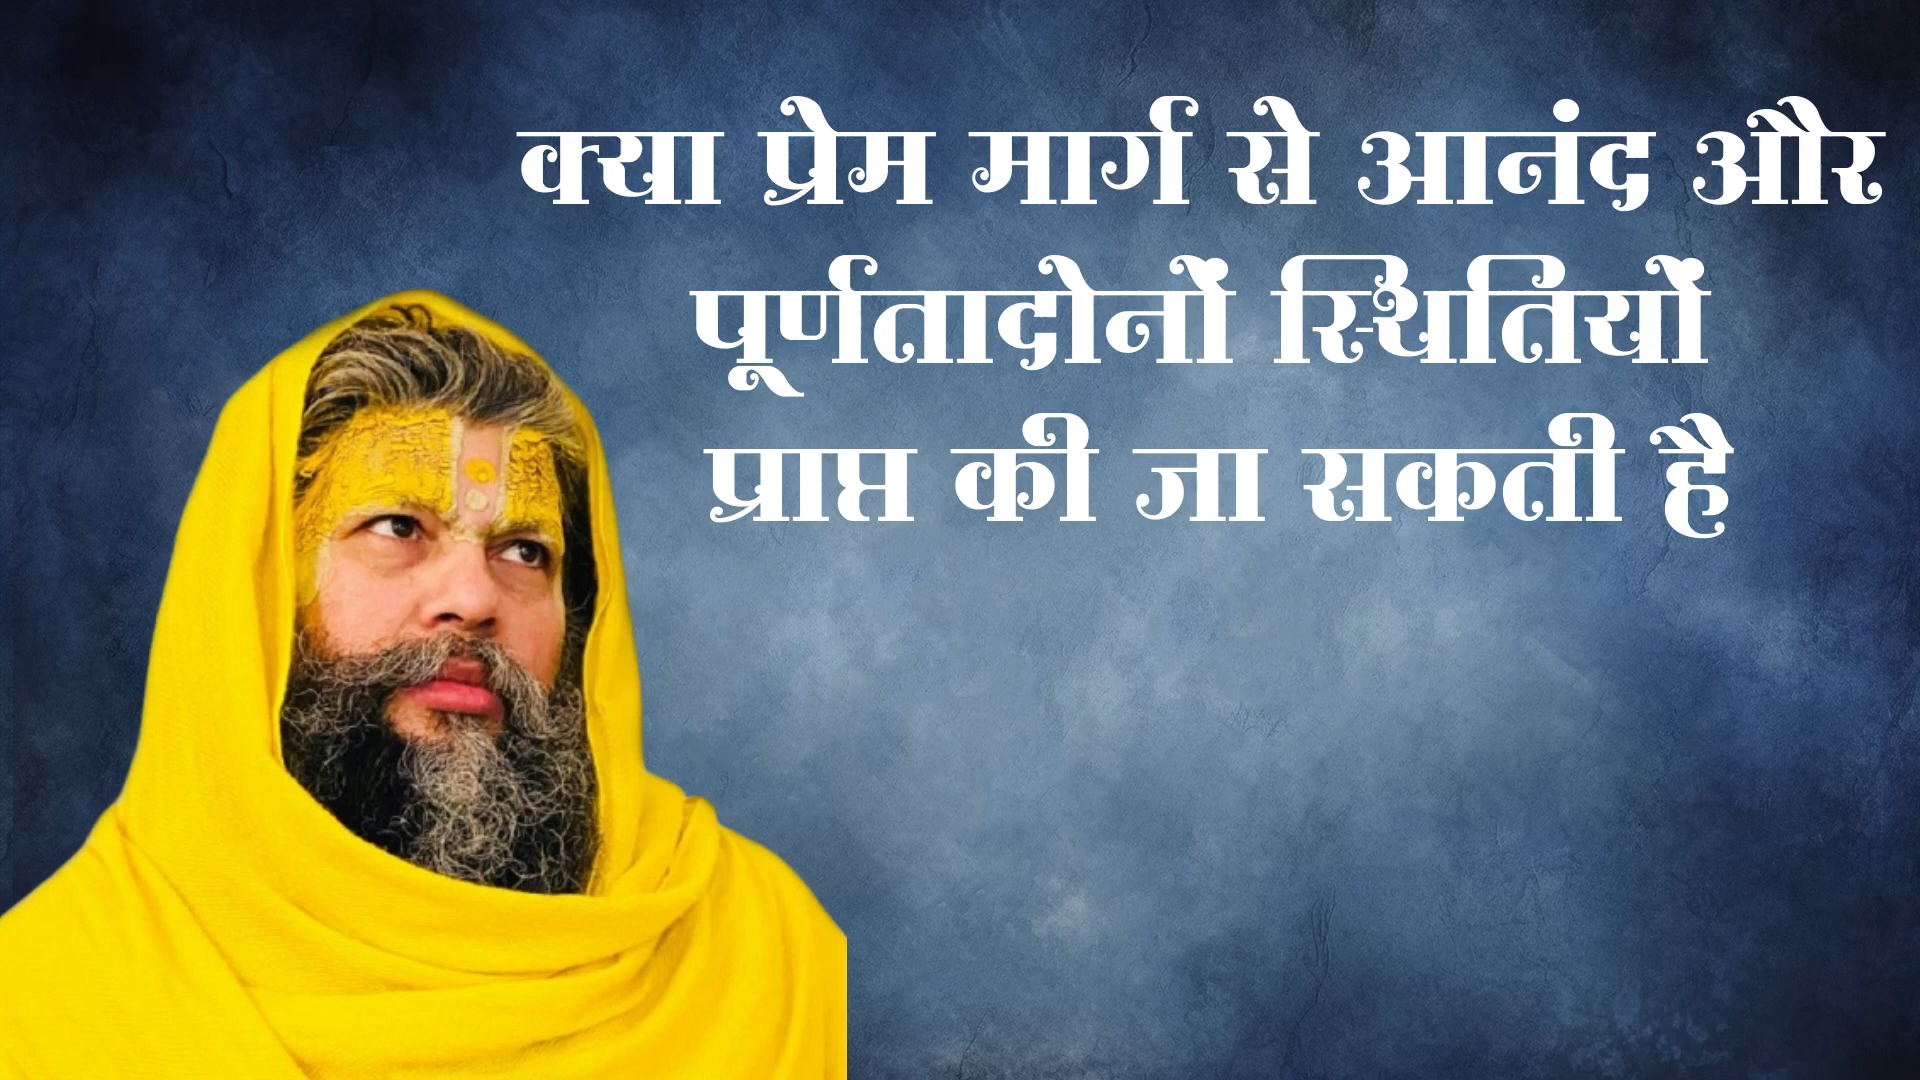 क्या प्रेम मार्ग से आनंद और
पूर्णतादोनों स्थितियों
प्राप्त की जा सकती है